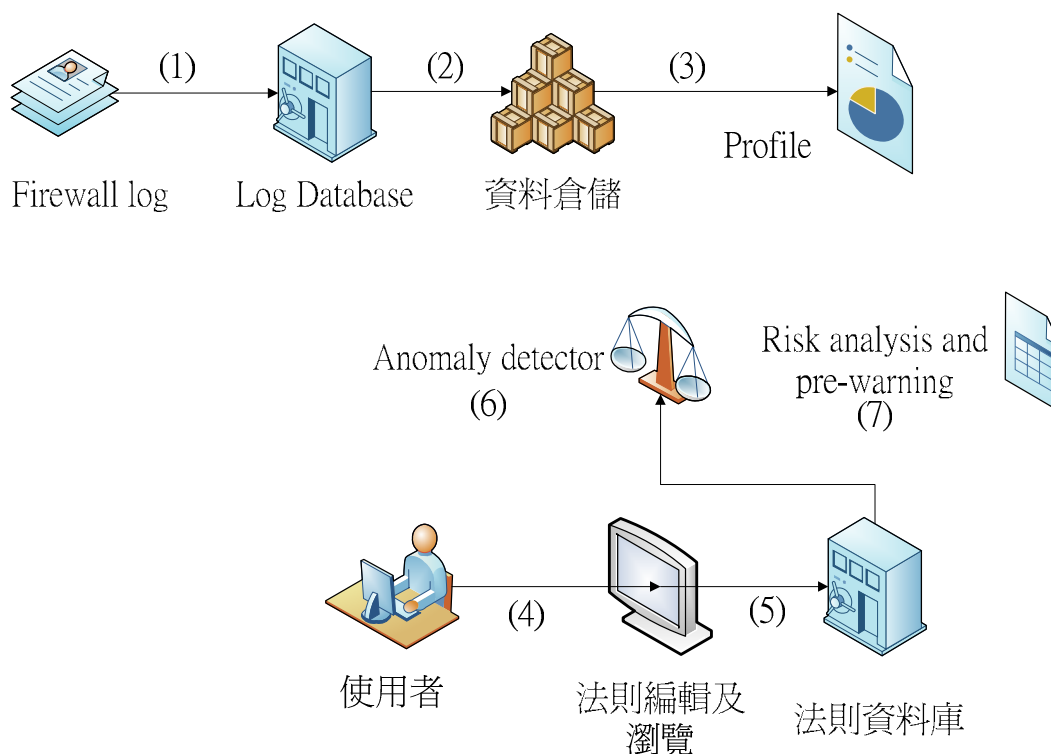 (1)
(2)
(3)
Firewall log
Log Database
資料倉儲
Profile
Anomaly detector
(6)
Risk analysis and
pre-warning
(7)
(4)
(5)
使用者
法則編輯及
瀏覽
法則資料庫